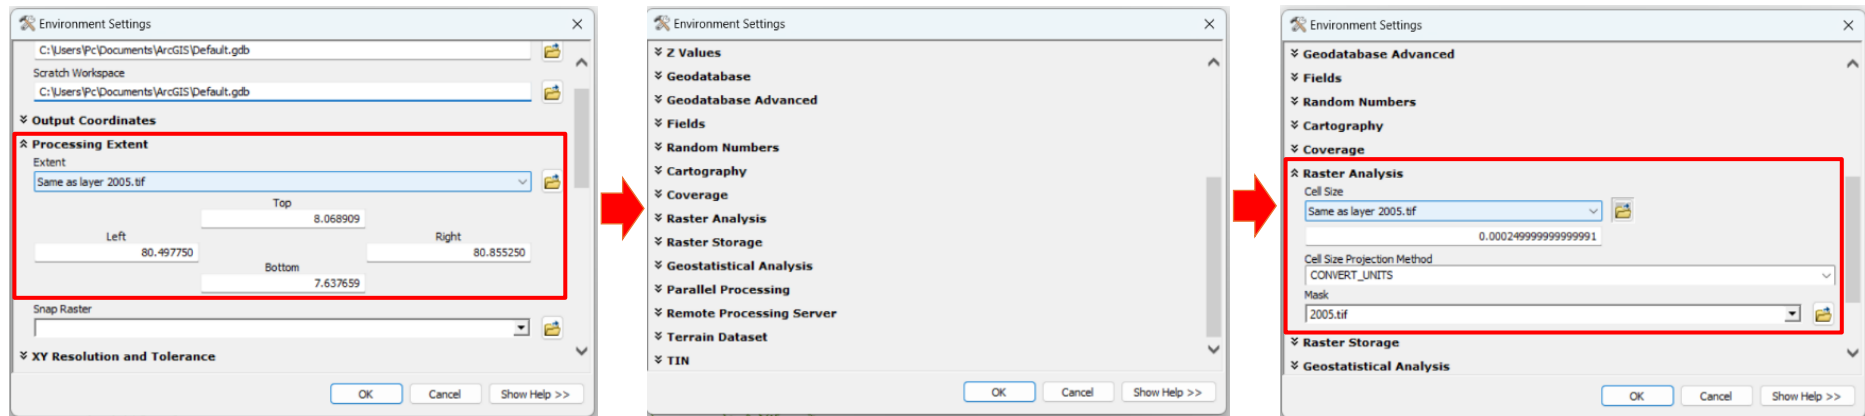 Environment Settings
C:\Users\Pc\Documents\ArcGIS\Default.gdb
Scratch Workspace
C:\Users\Pc\Documents\ArcGIS\Default.gdb
Output Coordinates
Processing Extent
Extent
Same as layer 2005.tif
Top
8.068909
Left Right
80.497750 80.855250
Bottom
7.637659
Snap Raster
XY Resolution and Tolerance
OK Cancel Show Help >>
Environment Settings
Z Values
Geodatabase
Geodatabase Advanced
Fields
Random Numbers
Cartography
Coverage
Raster Analysis
Raster Storage
Geostatistical Analysis
Parallel Processing
Remote Processing Server
Terrain Dataset
TIN
OK Cancel Show Help >>
Environment Settings
Geodatabase Advanced
Fields
Random Numbers
Cartography
Coverage
Raster Analysis
Cell Size
Same as layer 2005.tif
0.000249999999999991
Cell Size Projection Method
CONVERT_UNITS
Mask
2005.tif
Raster Storage
Geostatistical Analysis
OK Cancel Show Help >>